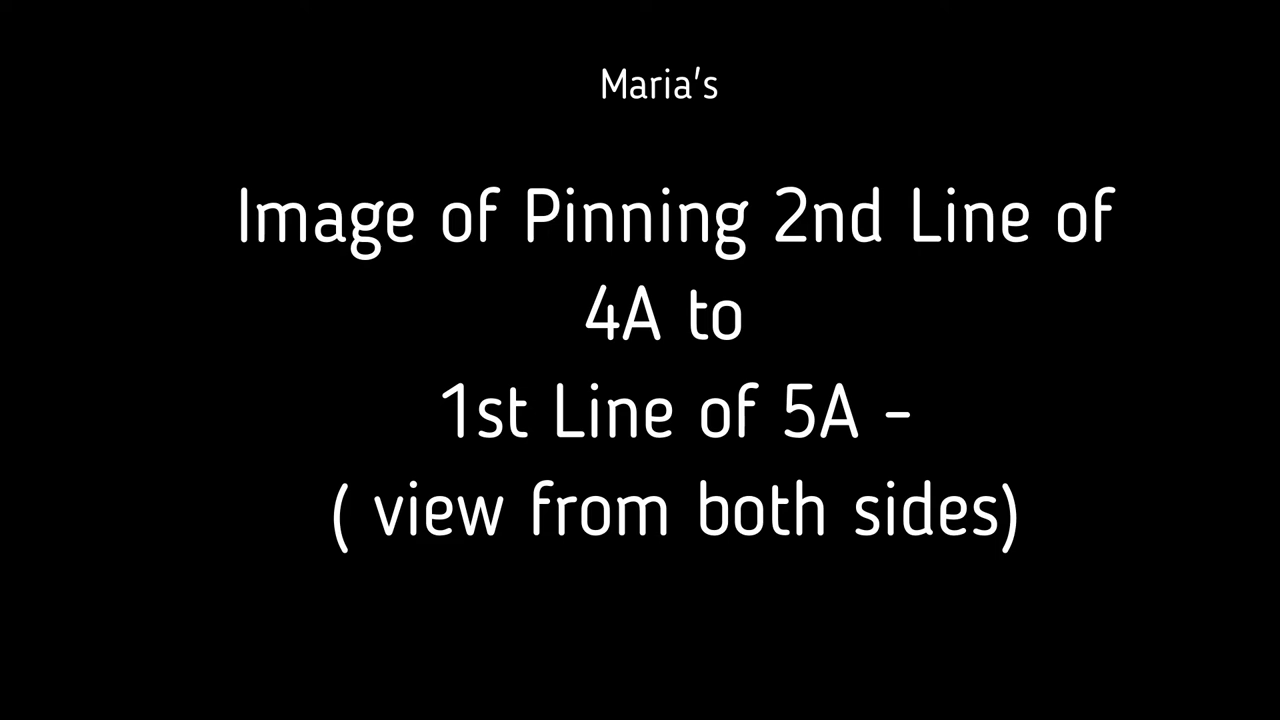 Maria's
Image of Pinning 2nd Line of
4A to
1st Line of 5A -
( view from both sides)